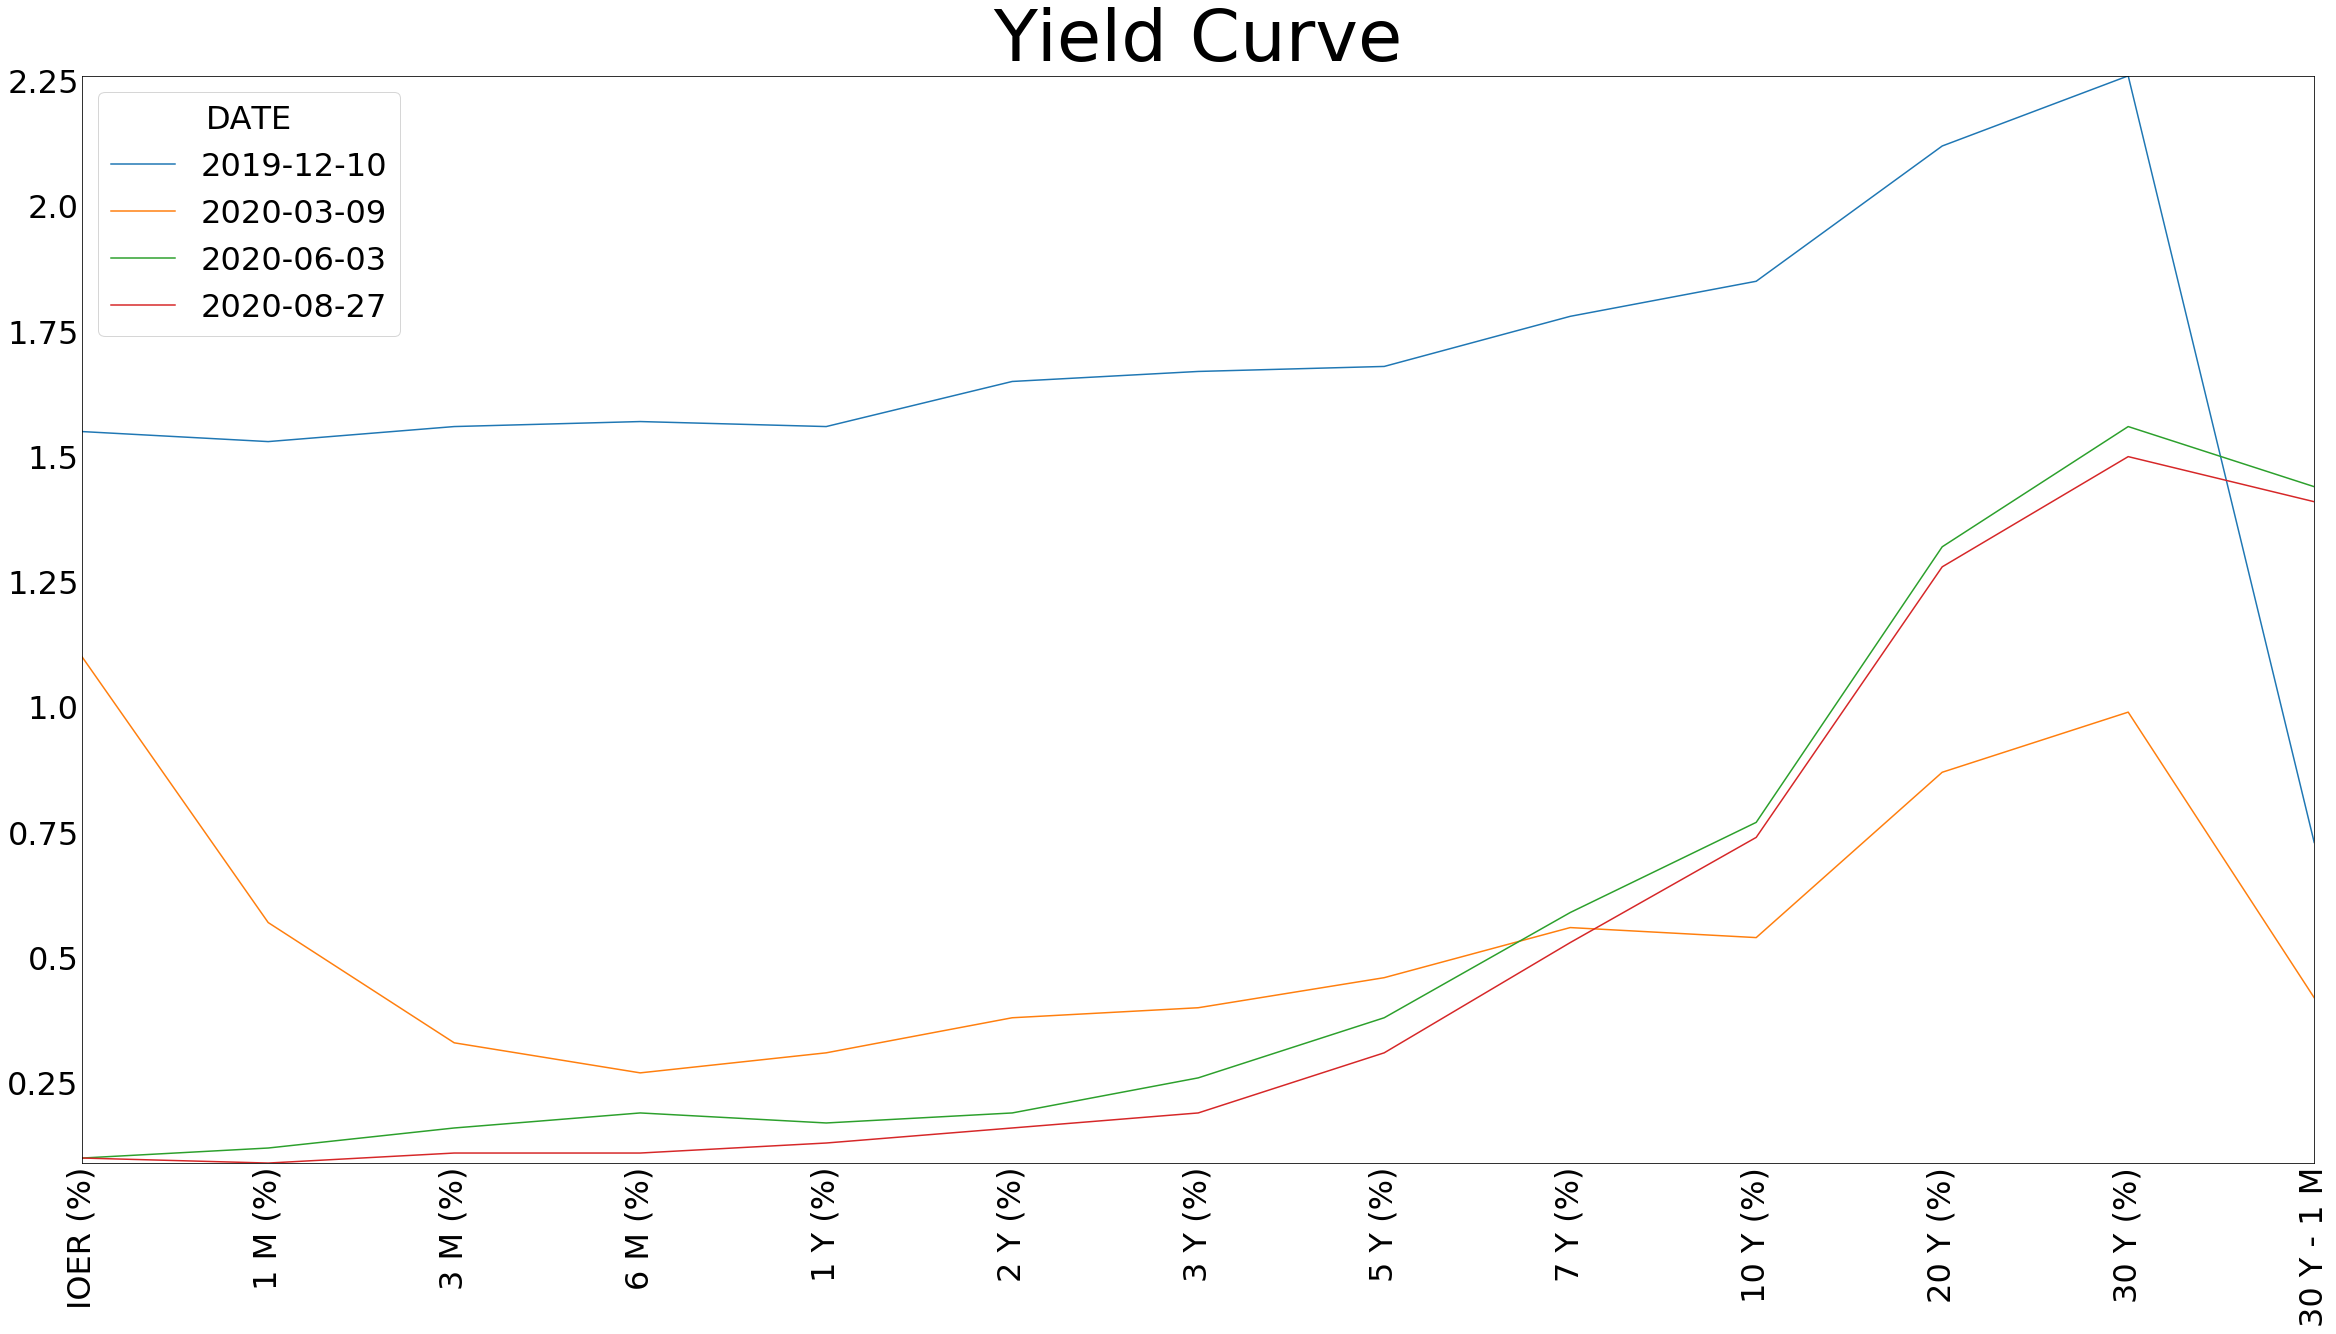 Yield Curve
2.25
2.0
1.75
1.5
1.25
1.0
0.75
0.5
0.25
DATE
2019-12-10
2020-03-09
2020-06-03
2020-08-27
IOER (%)
1 M (%)
3 M (%)
6 M (%)
1 Y (%)
2 Y (%)
3 Y (%)
5 Y (%)
7 Y (%)
10 Y (%)
20 Y (%)
30 Y (%)
30 Y - 1 M